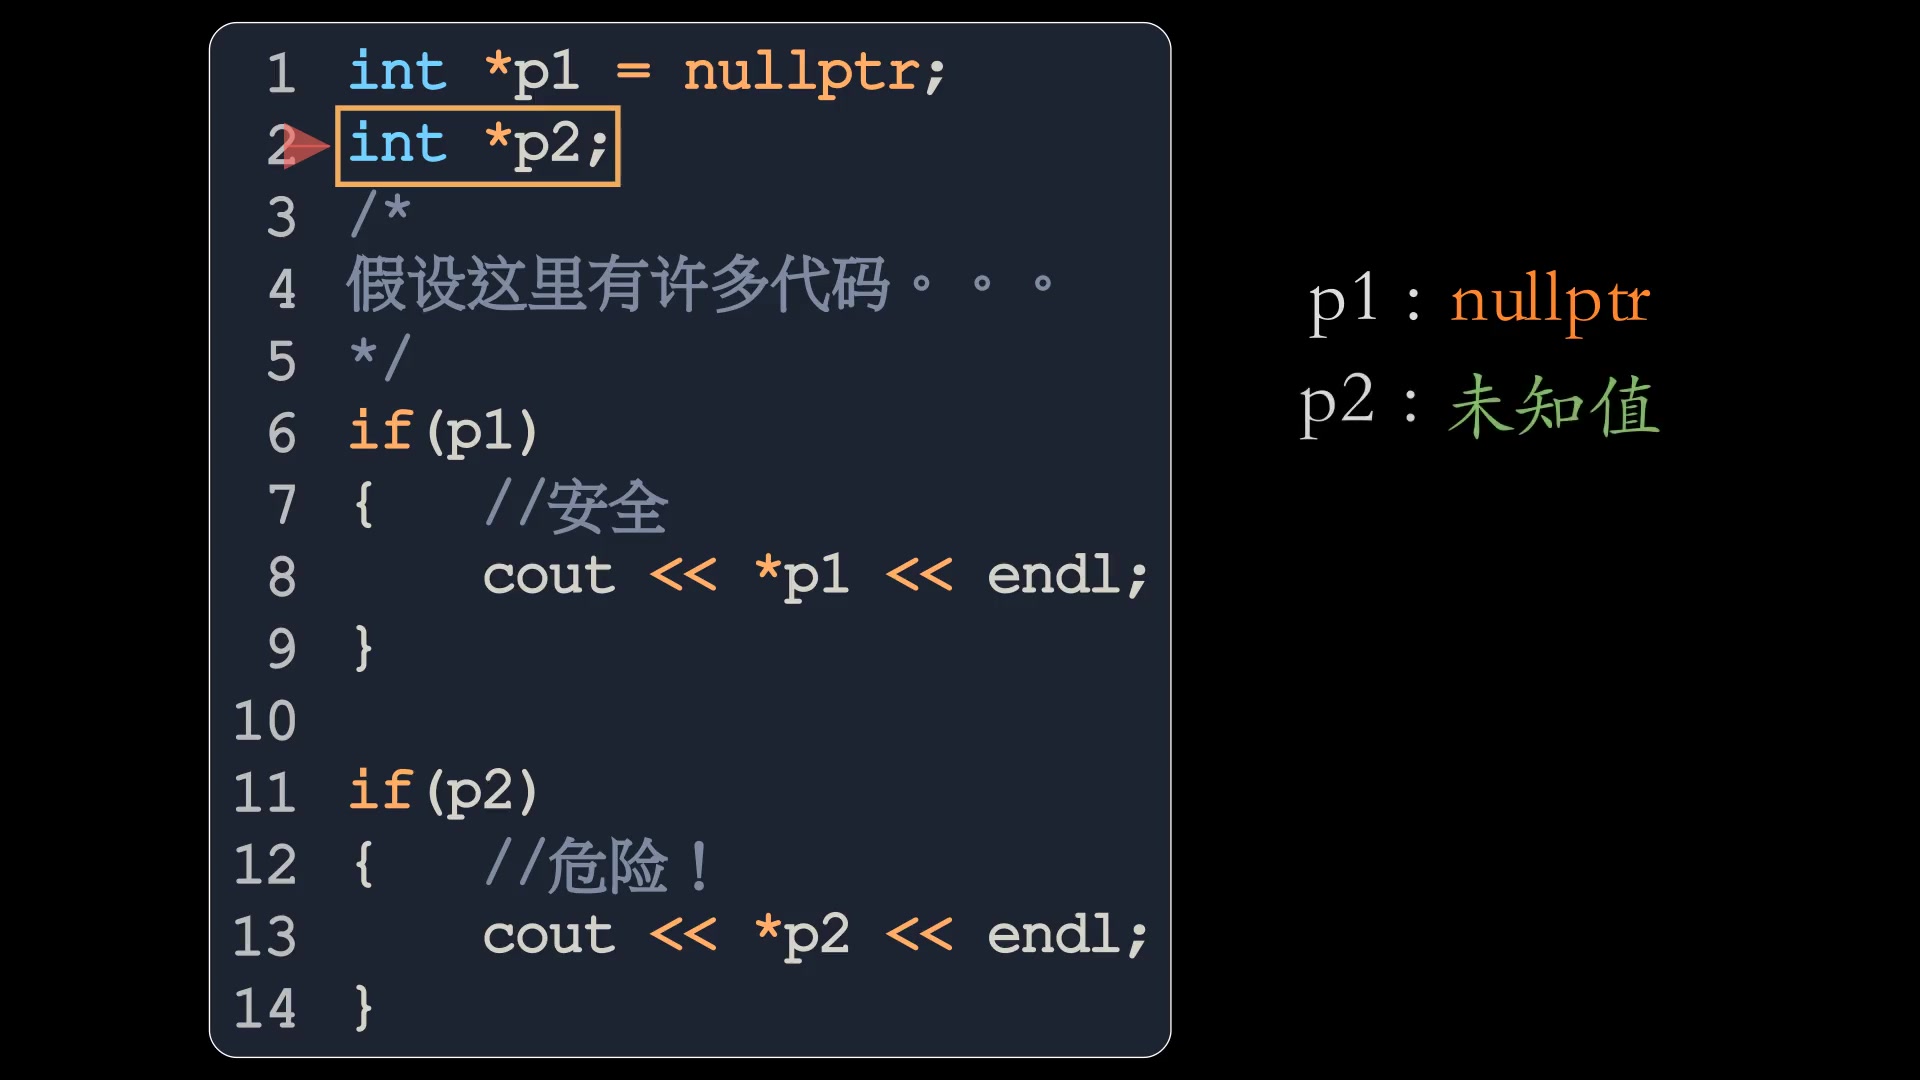 1 int *p1 = nullptr;
2 int *p2;
3 /*
4 假设这里有许多代码。。。
5 */
6 if(p1)
7 { //安全
8 cout << *p1 << endl;
9 }
10
11 if(p2)
12 { //危险！
13 cout << *p2 << endl;
14 }
p1：nullptr
p2：未知值